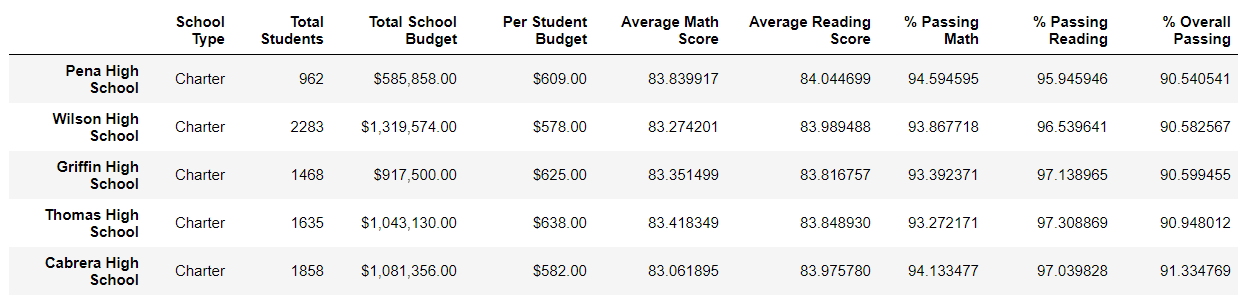 School Type Total Students Total School Budget Per Student Budget Average Math Score Average Reading Score % Passing Math % Passing Reading % Overall Passing
Pena High School Charter 962 $585,858.00 $609.00 83.839917 84.044699 94.594595 95.945946 90.540541
Wilson High School Charter 2283 $1,319,574.00 $578.00 83.274201 83.989488 93.867718 96.539641 90.582567
Griffin High School Charter 1468 $917,500.00 $625.00 83.351499 83.816757 93.392371 97.138965 90.599455
Thomas High School Charter 1635 $1,043,130.00 $638.00 83.418349 83.848930 93.272171 97.308869 90.948012
Cabrera High School Charter 1858 $1,081,356.00 $582.00 83.061895 83.975780 94.133477 97.039828 91.334769